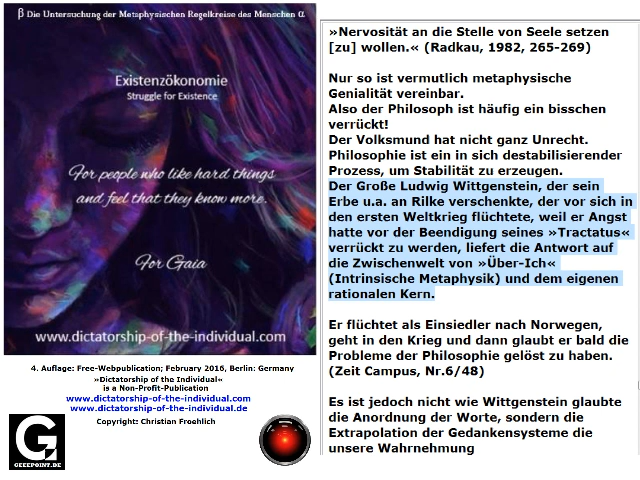 β Die Untersuchung der Metaphysischen Regelkreise des Menschen α
Existenzökonomie
Struggle for Existence
For people who like hard things
and feel that they know more.
For Gaia
www.dictatorship-of-the-individual.com
4. Auflage: Free-Webpublication; February 2016, Berlin: Germany
»Dictatorship of the Individual«
is a Non-Profit-Publication
www.dictatorship-of-the-individual.com
www.dictatorship-of-the-individual.de
Copyright: Christian Froehlich
G
GEEEPOINT.DE
»Nervosität an die Stelle von Seele setzen
[zu] wollen.« (Radkau, 1982, 265-269)
Nur so ist vermutlich metaphysische
Genialität vereinbar.
Also der Philosoph ist häufig ein bisschen
verrückt!
Der Volksmund hat nicht ganz Unrecht.
Philosophie ist ein in sich destabilisierender
Prozess, um Stabilität zu erzeugen.
Der Große Ludwig Wittgenstein, der sein
Erbe u.a. an Rilke verschenkte, der vor sich in
den ersten Weltkrieg flüchtete, weil er Angst
hatte vor der Beendigung seines »Tractatus«
verrückt zu werden, liefert die Antwort auf
die Zwischenwelt von »Über-Ich«
(Intrinsische Metaphysik) und dem eigenen
rationalen Kern.
Er flüchtet als Einsiedler nach Norwegen,
geht in den Krieg und dann glaubt er bald die
Probleme der Philosophie gelöst zu haben.
(Zeit Campus, Nr.6/48)
Es ist jedoch nicht wie Wittgenstein glaubte
die Anordnung der Worte, sondern die
Extrapolation der Gedankensysteme die
unsere Wahrnehmung